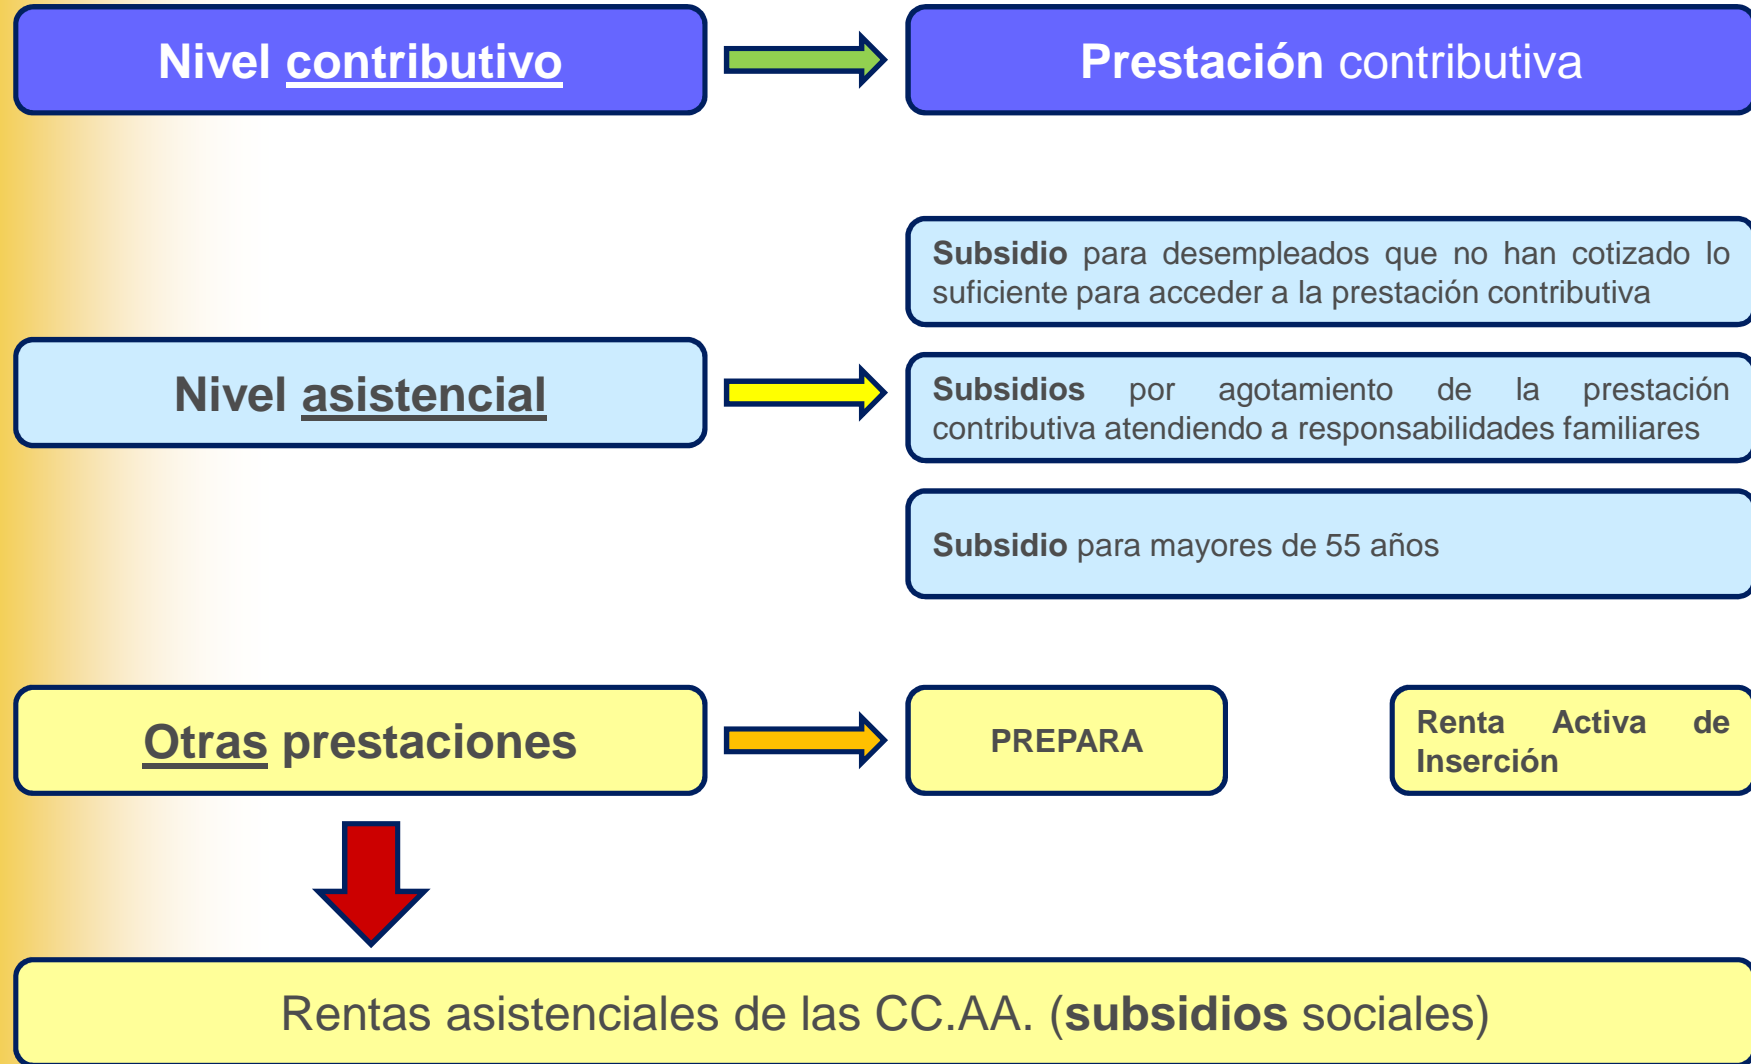 Nivel contributivo
Prestación contributiva
Subsidio para desempleados que no han cotizado lo
suficiente para acceder a la prestación contributiva
Nivel asistencial
Subsidios por agotamiento de la prestación
contributiva atendiendo a responsabilidades familiares
Subsidio para mayores de 55 años
Otras prestaciones
PREPARA
Renta Activa de
Inserción
Rentas asistenciales de las CC.AA. (subsidios sociales)